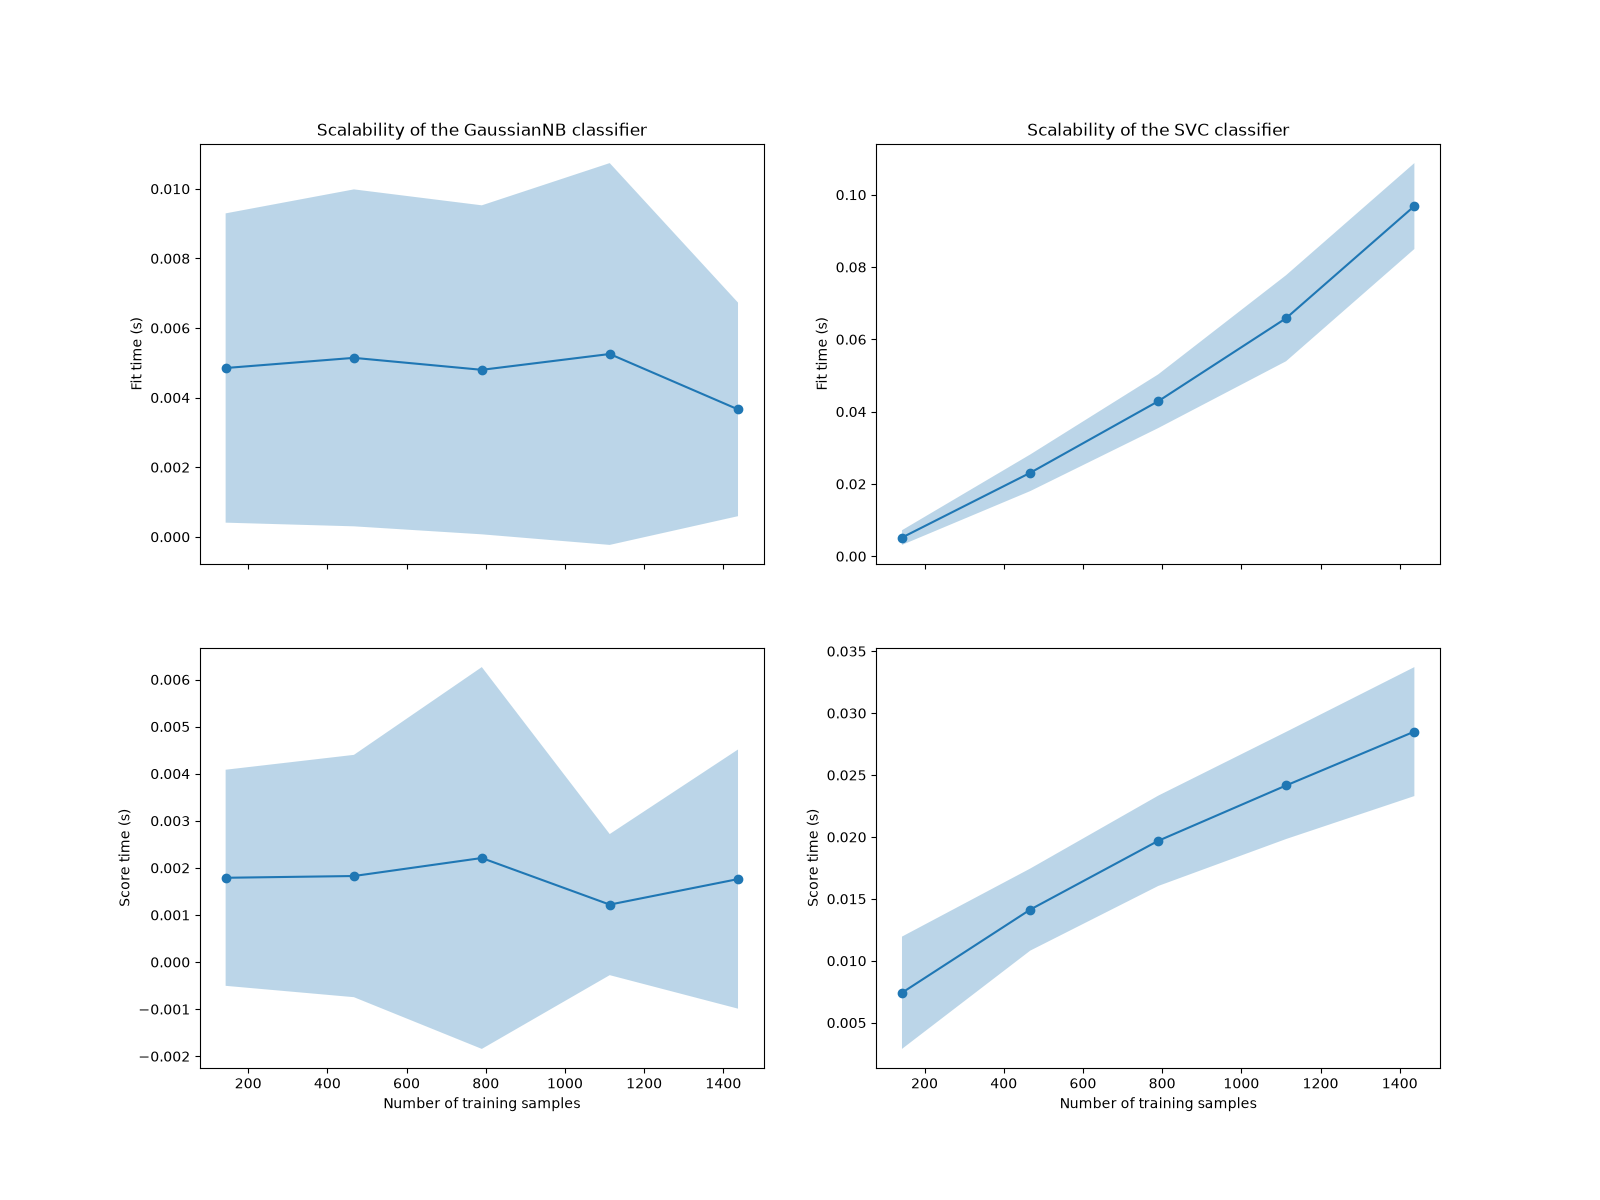 Scalability of the GaussianNB classifier
0.010
0.008
0.006
0.004
0.002
0.000
Fit time (s)
Scalability of the SVC classifier
0.10
0.08
0.06
0.04
0.02
0.00
Fit time (s)
0.006
0.005
0.004
0.003
0.002
0.001
0.000
−0.001
−0.002
Score time (s)
200 400 600 800 1000 1200 1400
Number of training samples
0.035
0.030
0.025
0.020
0.015
0.010
0.005
Score time (s)
200 400 600 800 1000 1200 1400
Number of training samples